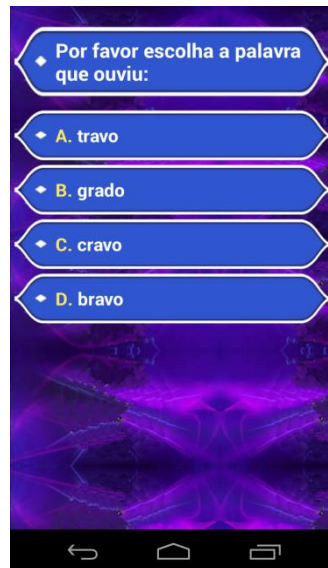 Por favor escolha a palavra
que ouviu:
A. travo
B. grado
C. cravo
D. bravo